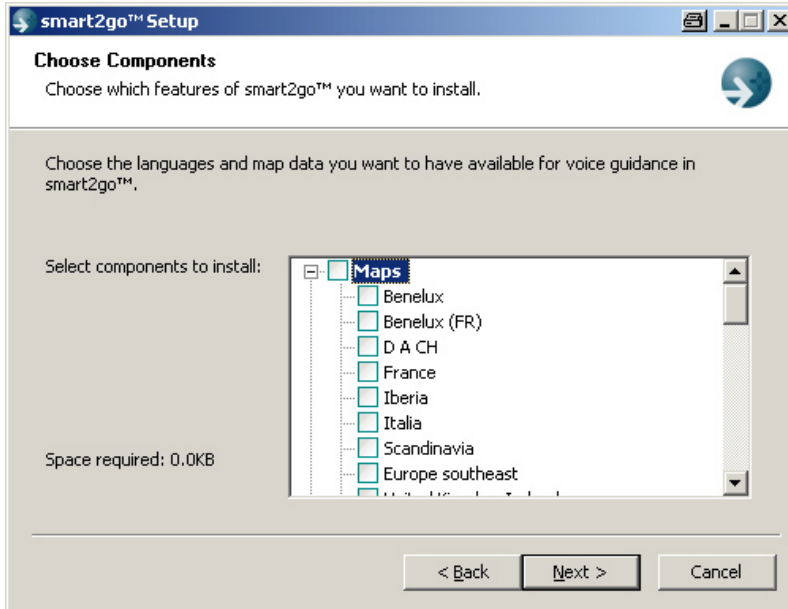 smart2go™ Setup
Choose Components
Choose which features of smart2go™ you want to install.
Choose the languages and map data you want to have available for voice guidance in
smart2go™.
Select components to install:
Maps
Benelux
Benelux (FR)
D A CH
France
Iberia
Italia
Scandinavia
Europe southeast
Space required: 0.0KB
< Back
Next >
Cancel